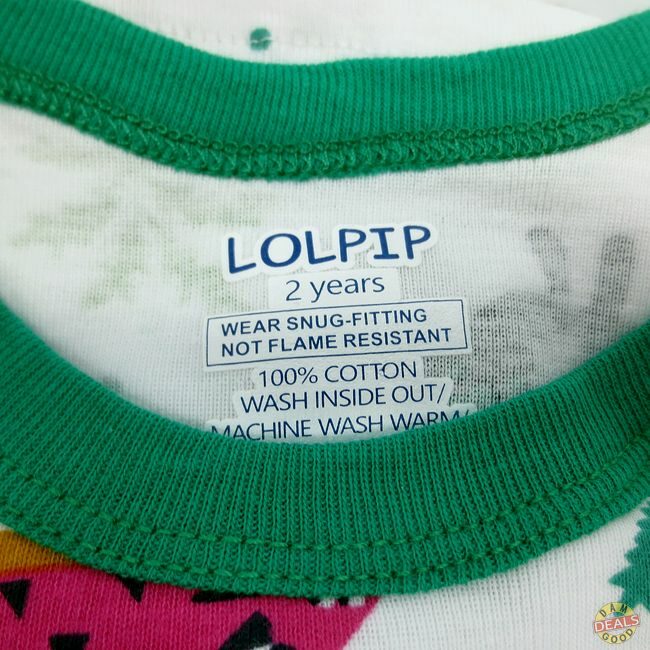 LOLPIP
2 years
WEAR SNUG-FITTING
NOT FLAME RESISTANT
100% COTTON
WASH INSIDE OUT/
MACHINE WASH WARM/
DAM
DEALS
GOOD